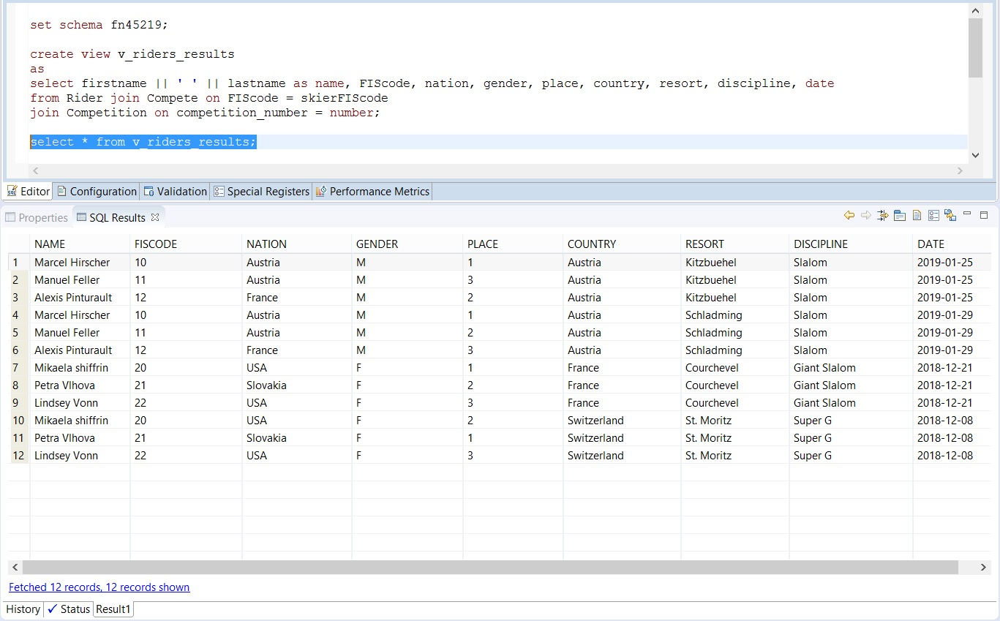 set schema fn45219;
create view v_riders_results
as
select firstname || ' ' || lastname as name, FIScode, nation, gender, place, country, resort, discipline, date
from Rider join Compete on FIScode = skierFIScode
join Competition on competition_number = number;
select * from v_riders_results;
Editor Configuration Validation Special Registers Performance Metrics
Properties SQL Results
NAME FISCODE NATION GENDER PLACE COUNTRY RESORT DISCIPLINE DATE
1 Marcel Hirscher 10 Austria M 1 Austria Kitzbuehel Slalom 2019-01-25
2 Manuel Feller 11 Austria M 3 Austria Kitzbuehel Slalom 2019-01-25
3 Alexis Pinturault 12 France M 2 Austria Kitzbuehel Slalom 2019-01-25
4 Marcel Hirscher 10 Austria M 1 Austria Schladming Slalom 2019-01-29
5 Manuel Feller 11 Austria M 2 Austria Schladming Slalom 2019-01-29
6 Alexis Pinturault 12 France M 3 Austria Schladming Slalom 2019-01-29
7 Mikaela shiffrin 20 USA F 1 France Courchevel Giant Slalom 2018-12-21
8 Petra Vlhova 21 Slovakia F 2 France Courchevel Giant Slalom 2018-12-21
9 Lindsey Vonn 22 USA F 3 France Courchevel Giant Slalom 2018-12-21
10 Mikaela shiffrin 20 USA F 2 Switzerland St. Moritz Super G 2018-12-08
11 Petra Vlhova 21 Slovakia F 1 Switzerland St. Moritz Super G 2018-12-08
12 Lindsey Vonn 22 USA F 3 Switzerland St. Moritz Super G 2018-12-08
Fetched 12 records, 12 records shown
History Status Result1